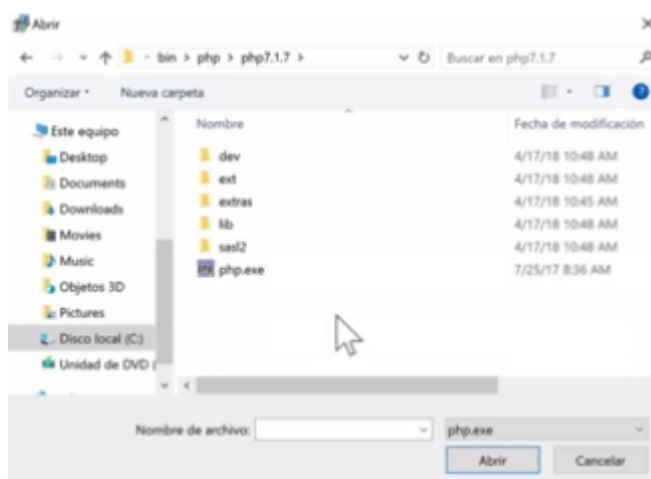 Abrir
bin > php > php7.1.7 >
Buscar en php7.1.7
Organizar
Nueva carpeta
Este equipo
Desktop
Documents
Downloads
Movies
Music
Objetos 3D
Pictures
Disco local (C:)
Unidad de DVD (
Nombre
Fecha de modificación
dev
4/17/18 10:48 AM
ext
4/17/18 10:48 AM
extras
4/17/18 10:45 AM
lib
4/17/18 10:48 AM
sasl2
4/17/18 10:48 AM
php.exe
7/25/17 8:36 AM
Nombre de archivo:
php.exe
Abrir
Cancelar